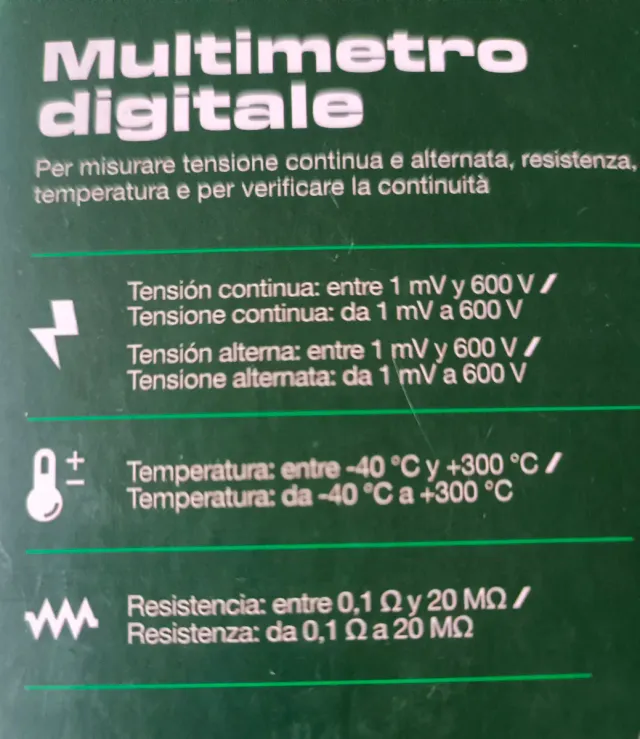 Multimetro
digitale
Per misurare tensione continua e alternata, resistenza,
temperatura e per verificare la continuità
Tensión continua: entre 1 mV y 600 V /
Tensione continua: da 1 mV a 600 V
Tensión alterna: entre 1 mV y 600 V /
Tensione alternata: da 1 mV a 600 V
Temperatura: entre -40 °C y +300 °C /
Temperatura: da -40 °C a +300 °C
Resistencia: entre 0,1 Ω y 20 MΩ /
Resistenza: da 0,1 Ω a 20 MΩ